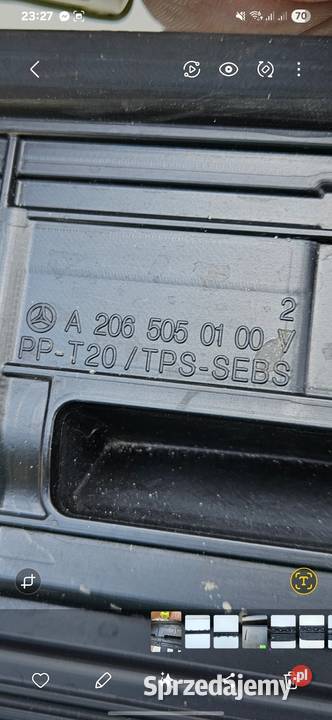 23:27
70
2
A 206 505 01 00
PP-T20/TPS-SEBS
T
Sprzedajemy.pl